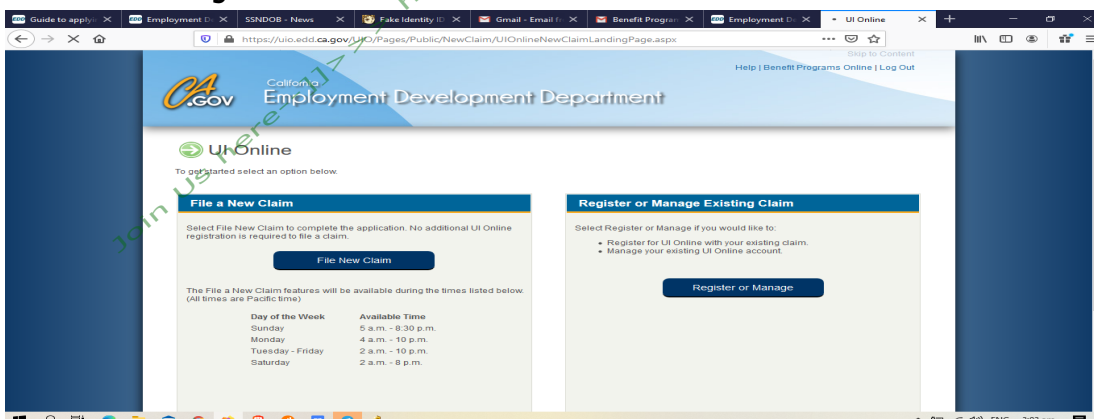 Guide to applyin
Employment D
SSNDOB - News
Fake Identity ID
Gmail - Email f
Benefit Program
Employment D
UI Online
https://uio.edd.ca.gov/UIO/Pages/Public/NewClaim/UIOnlineNewClaimLandingPage.aspx
Skip to Content
Help | Benefit Programs Online | Log Out
CA.GOV
California
Employment Development Department
UI Online
To get started select an option below.
File a New Claim
Select File New Claim to complete the application. No additional UI Online
registration is required to file a claim.
File New Claim
The File a New Claim features will be available during the times listed below.
(All times are Pacific time)
Day of the Week Available Time
Sunday 5 a.m. - 8:30 p.m.
Monday 4 a.m. - 10 p.m.
Tuesday - Friday 2 a.m. - 10 p.m.
Saturday 2 a.m. - 8 p.m.
Register or Manage Existing Claim
Select Register or Manage if you would like to:
• Register for UI Online with your existing claim.
• Manage your existing UI Online account.
Register or Manage
Join Us here
ENG